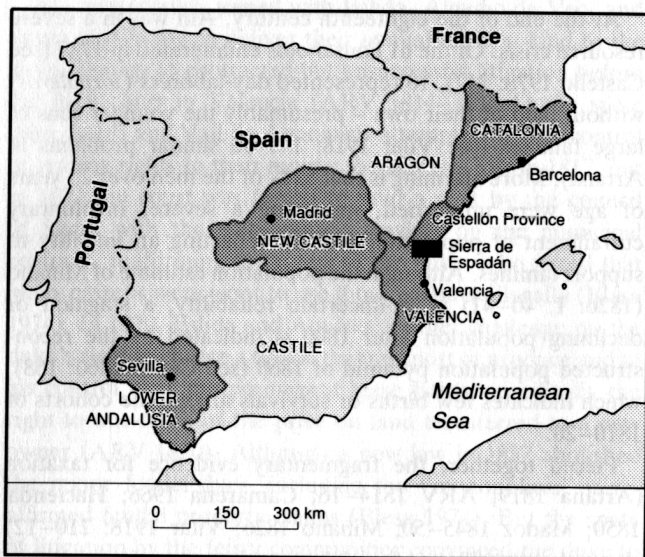 France
CATALONIA
Spain
ARAGON
Barcelona
Portugal
Castellón Province
Madrid
NEW CASTILE
Sierra de
Espadán
Valencia
VALENCIA
CASTILE
Sevilla
LOWER
ANDALUSIA
Mediterranean
Sea
0 150 300 km